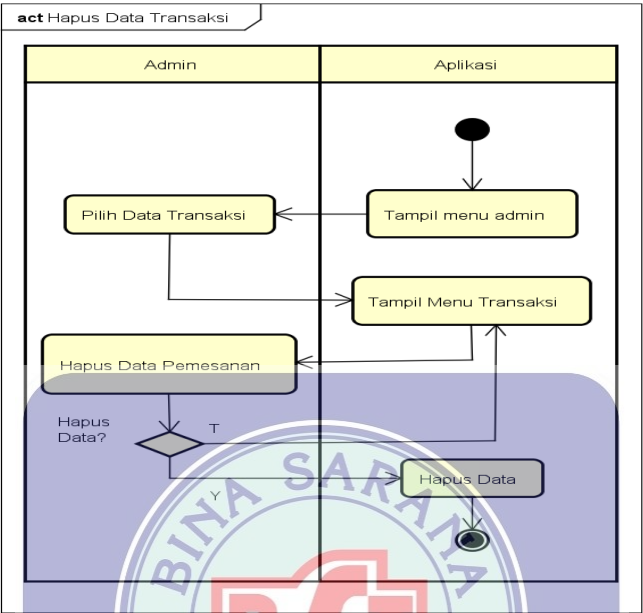 act Hapus Data Transaksi
Admin
Aplikasi
Tampil menu admin
Pilih Data Transaksi
Tampil Menu Transaksi
Hapus Data Pemesanan
Hapus
Data?
T
Y
Hapus Data
BINA SARANA